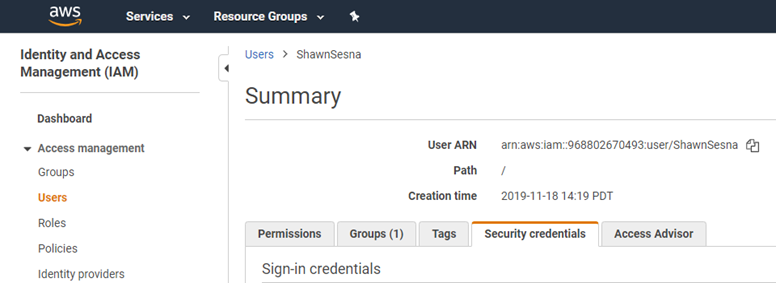 aws Services Resource Groups
Identity and Access
Management (IAM)
Dashboard
Access management
Groups
Users
Roles
Policies
Identity providers
Users > ShawnSesna
Summary
User ARN arn:aws:iam::968802670493:user/ShawnSesna
Path /
Creation time 2019-11-18 14:19 PDT
Permissions Groups (1) Tags Security credentials Access Advisor
Sign-in credentials